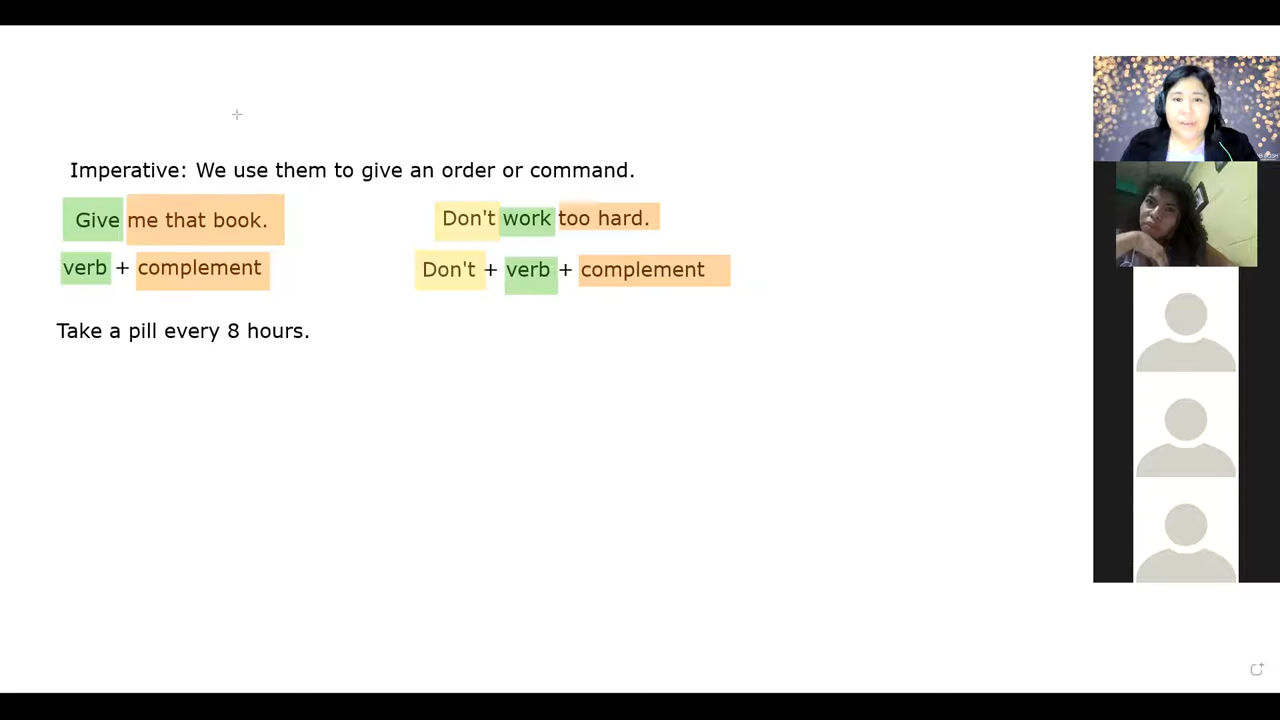 Imperative: We use them to give an order or command.
Give me that book.
Don't work too hard.
verb + complement
Don't + verb + complement
Take a pill every 8 hours.